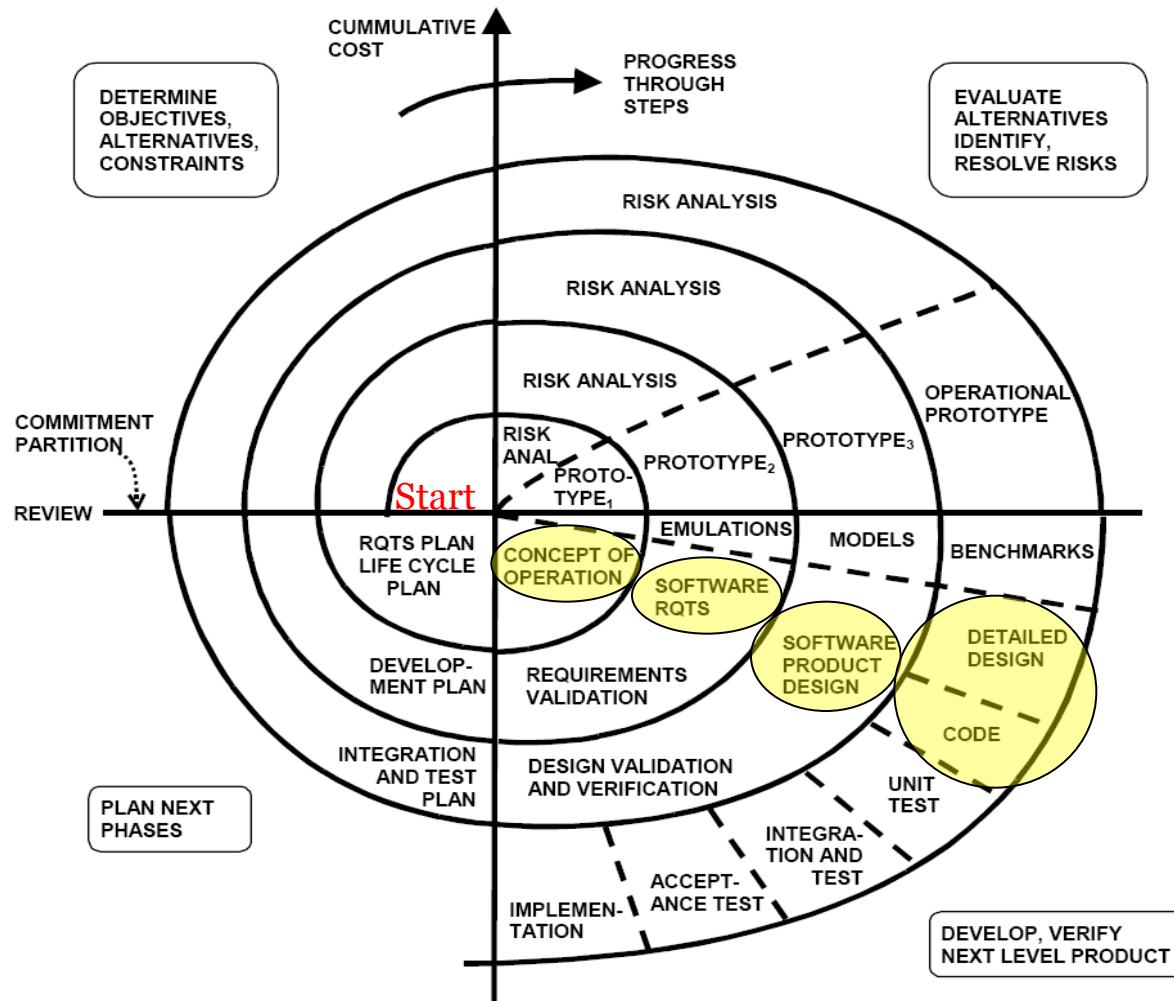 CUMMULATIVE
COST
PROGRESS
THROUGH
STEPS
DETERMINE
OBJECTIVES,
ALTERNATIVES,
CONSTRAINTS
EVALUATE
ALTERNATIVES
IDENTIFY,
RESOLVE RISKS
RISK ANALYSIS
RISK ANALYSIS
RISK ANALYSIS
RISK
ANAL
PROTO-
TYPE1
PROTOTYPE2
PROTOTYPE3
OPERATIONAL
PROTOTYPE
COMMITMENT
PARTITION
REVIEW
Start
EMULATIONS
MODELS
BENCHMARKS
RQTS PLAN
LIFE CYCLE
PLAN
CONCEPT OF
OPERATION
SOFTWARE
RQTS
SOFTWARE
PRODUCT
DESIGN
DETAILED
DESIGN
CODE
DEVELOP-
MENT PLAN
REQUIREMENTS
VALIDATION
INTEGRATION
AND TEST
PLAN
DESIGN VALIDATION
AND VERIFICATION
UNIT
TEST
INTEGRA-
TION AND
TEST
ACCEPT-
ANCE TEST
IMPLEMEN-
TATION
PLAN NEXT
PHASES
DEVELOP, VERIFY
NEXT LEVEL PRODUCT